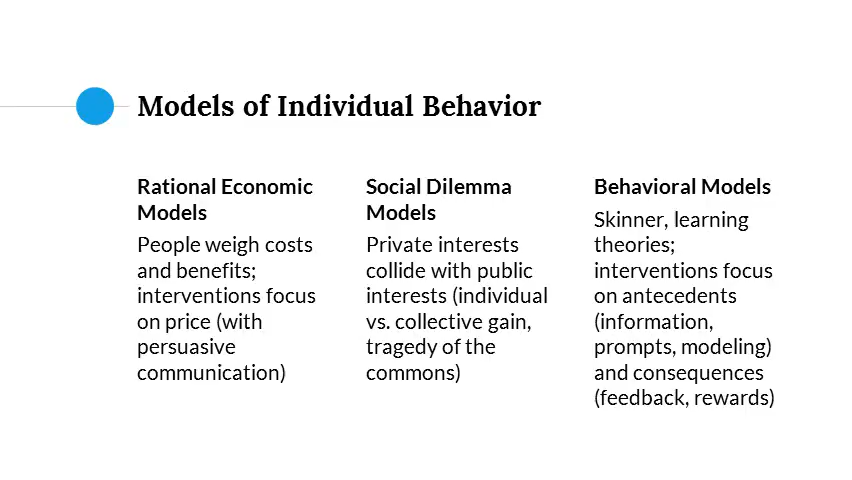 Models of Individual Behavior
Rational Economic
Models
People weigh costs
and benefits;
interventions focus
on price (with
persuasive
communication)
Social Dilemma
Models
Private interests
collide with public
interests (individual
vs. collective gain,
tragedy of the
commons)
Behavioral Models
Skinner, learning
theories;
interventions focus
on antecedents
(information,
prompts, modeling)
and consequences
(feedback, rewards)